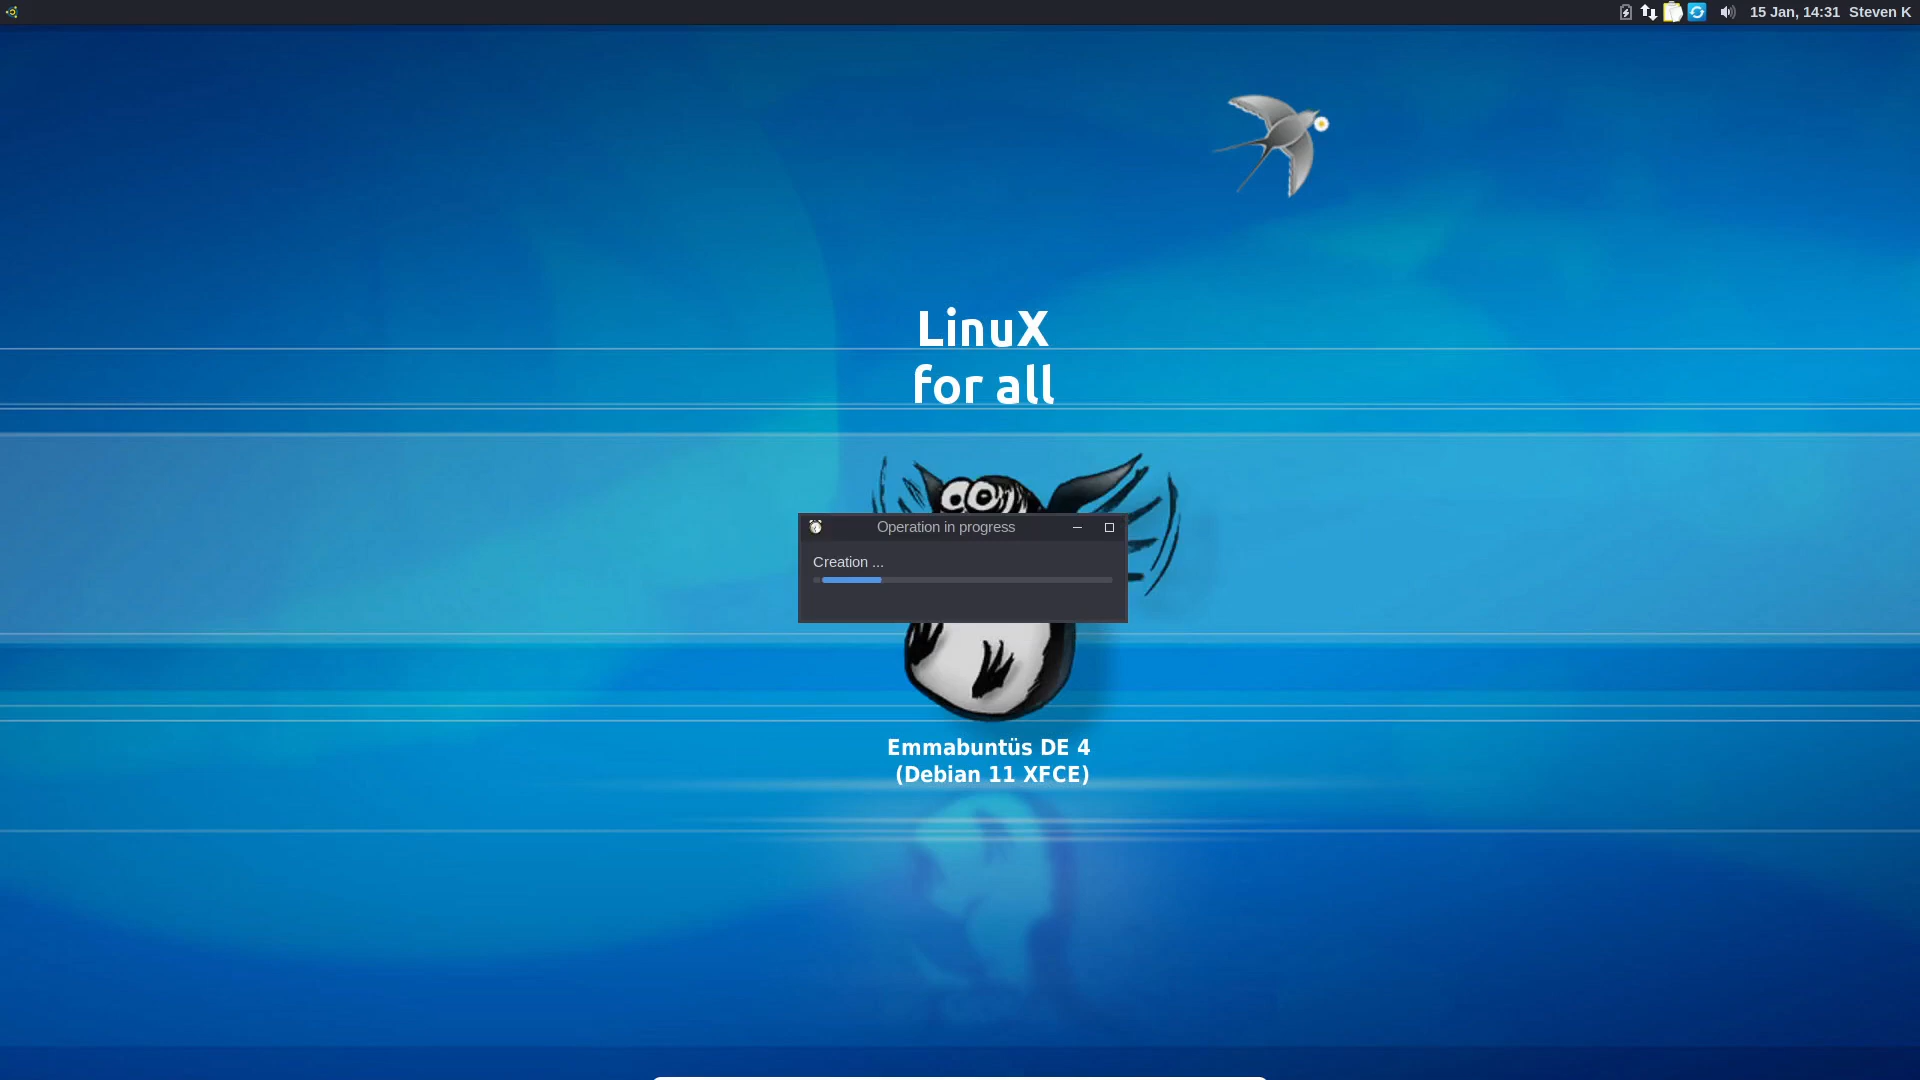 15 Jan, 14:31 Steven K
LinuX
for all
Operation in progress
Creation ...
Emmabuntüs DE 4
(Debian 11 XFCE)